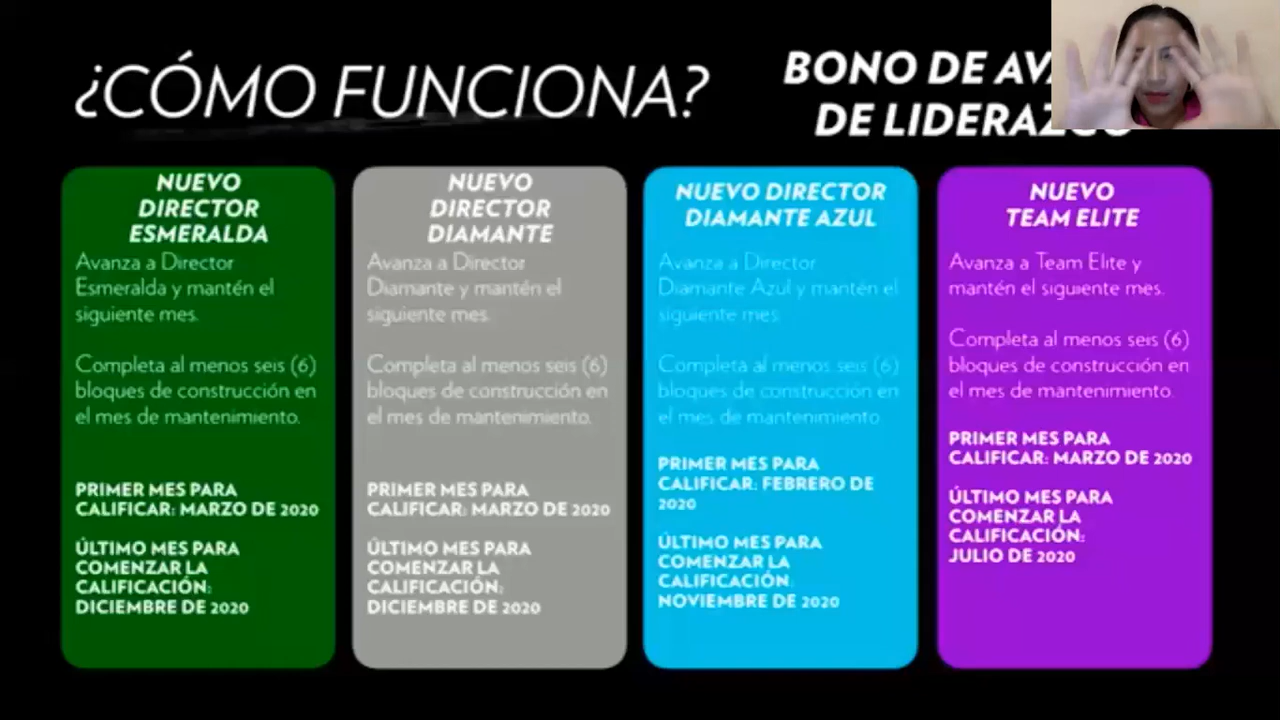 ¿CÓMO FUNCIONA?
BONO DE
DE
NUEVO
DIRECTOR
ESMERALDA
Avanza a Director
Esmeralda y mantén el
siguiente mes.
Completa al menos seis (6)
bloques de construcción en
el mes de mantenimiento.
PRIMER MES PARA
CALIFICAR: MARZO DE 2020
ÚLTIMO MES PARA
COMENZAR LA
CALIFICACIÓN:
DICIEMBRE DE 2020
NUEVO
DIRECTOR
DIAMANTE
Avanza a Director
Diamante y mantén el
siguiente mes.
Completa al menos seis (6)
bloques de construcción en
el mes de mantenimiento.
PRIMER MES PARA
CALIFICAR: MARZO DE 2020
ÚLTIMO MES PARA
COMENZAR LA
CALIFICACIÓN:
DICIEMBRE DE 2020
NUEVO DIRECTOR
DIAMANTE AZUL
Avanza a Director
Diamante Azul y mantén el
siguiente mes.
Completa al menos seis (6)
bloques de construcción en
el mes de mantenimiento.
PRIMER MES PARA
CALIFICAR: FEBRERO DE
2020
ÚLTIMO MES PARA
COMENZAR LA
CALIFICACIÓN:
NOVIEMBRE DE 2020
NUEVO
TEAM ELITE
Avanza a Team Elite y
mantén el siguiente mes.
Completa al menos seis (6)
bloques de construcción en
el mes de mantenimiento.
PRIMER MES PARA
CALIFICAR: MARZO DE 2020
ÚLTIMO MES PARA
COMENZAR LA
CALIFICACIÓN:
JULIO DE 2020